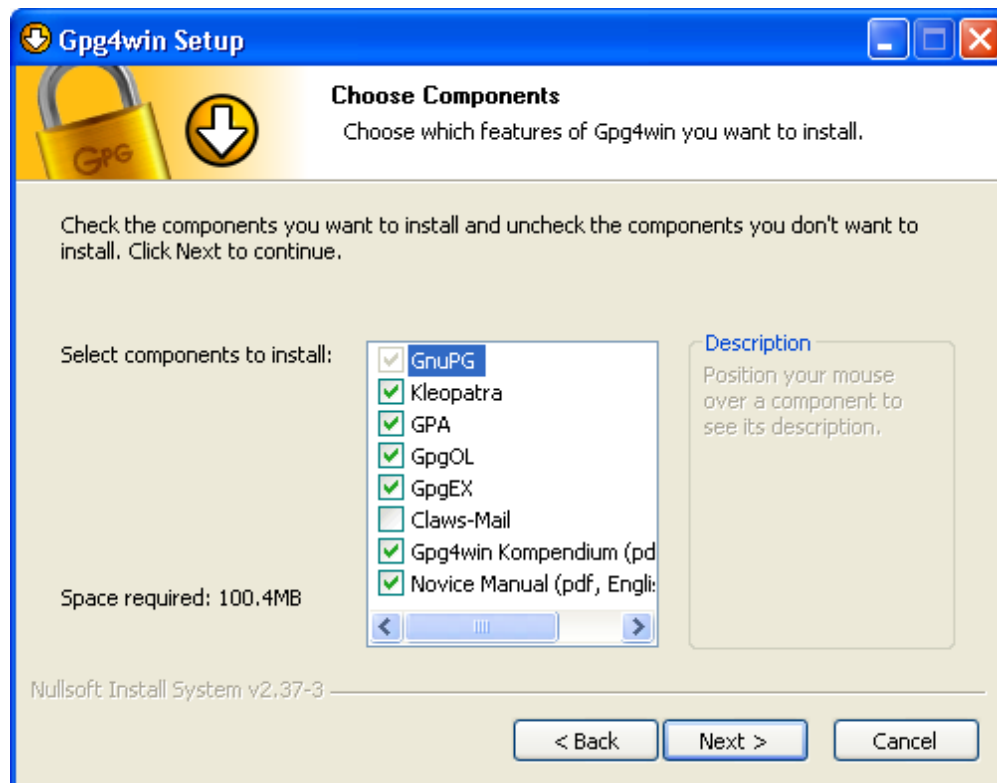 Gpg4win Setup
GPG
Choose Components
Choose which features of Gpg4win you want to install.
Check the components you want to install and uncheck the components you don't want to
install. Click Next to continue.
Select components to install:
GnuPG
Kleopatra
GPA
GpgOL
GpgEX
Claws-Mail
Gpg4win Kompendium (pd
Novice Manual (pdf, Englis
Description
Position your mouse
over a component to
see its description.
Space required: 100.4MB
Nullsoft Install System v2.37-3
< Back
Next >
Cancel